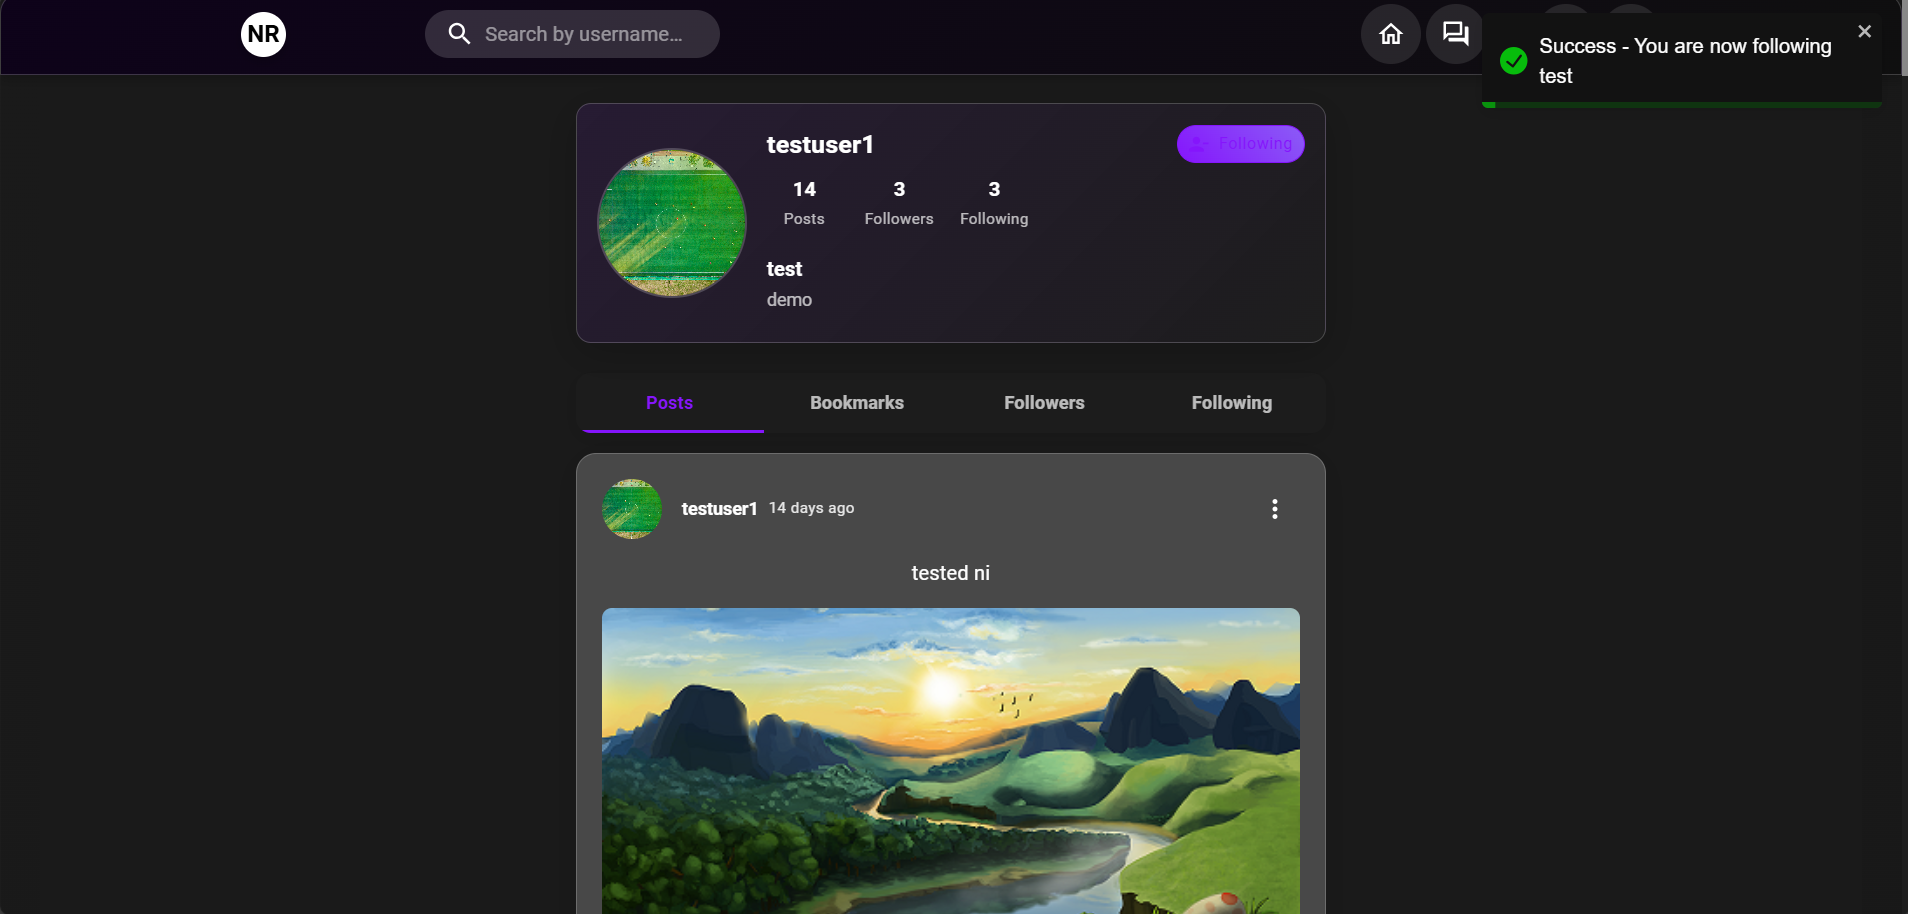 NR
Search by username...
Success - You are now following
test
testuser1
Following
14
3
3
Posts
Followers
Following
test
demo
Posts
Bookmarks
Followers
Following
testuser1 14 days ago
tested ni